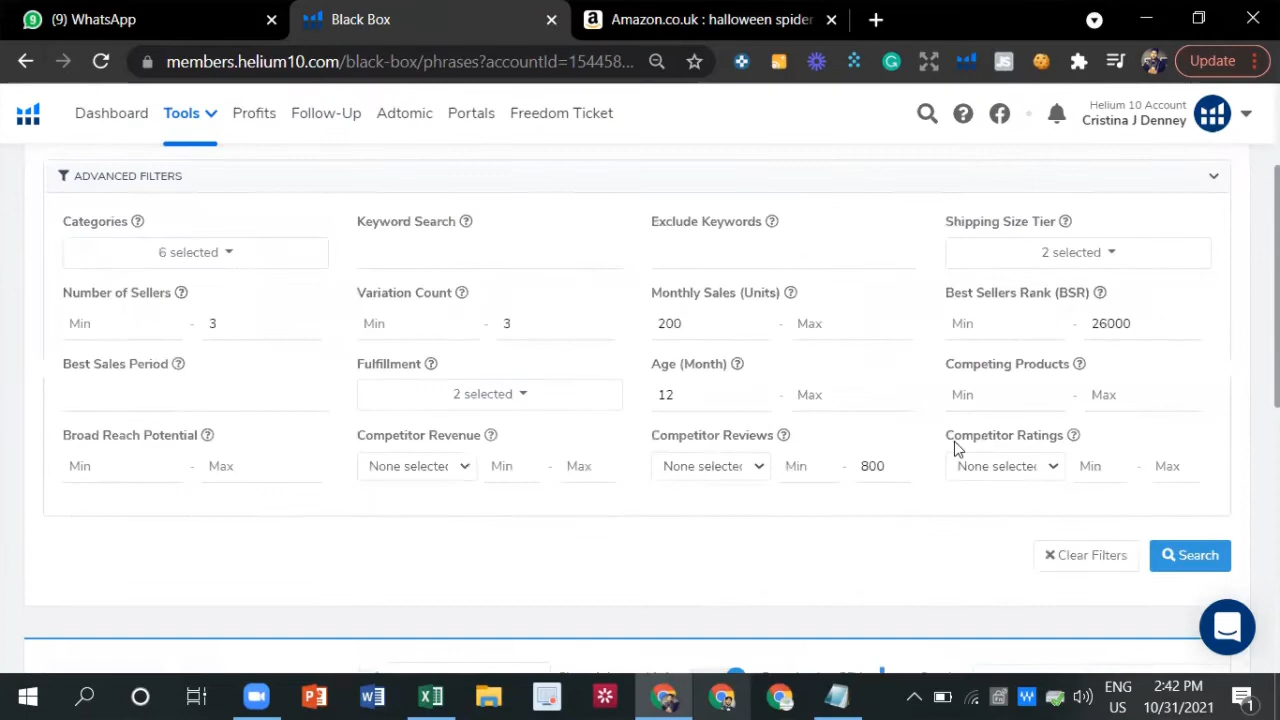 (9) WhatsApp
Black Box
Amazon.co.uk : halloween spider
members.helium10.com/black-box/phrases?accountId=154458...
Update
Dashboard Tools Profits Follow-Up Adtomic Portals Freedom Ticket
Helium 10 Account
Cristina J Denney
ADVANCED FILTERS
Categories Keyword Search Exclude Keywords Shipping Size Tier
6 selected 2 selected
Number of Sellers Variation Count Monthly Sales (Units) Best Sellers Rank (BSR)
Min - 3 Min - 3 200 - Max Min - 26000
Best Sales Period Fulfillment Age (Month) Competing Products
2 selected 12 - Max Min - Max
Broad Reach Potential Competitor Revenue Competitor Reviews Competitor Ratings
Min - Max None selected Min - Max None selected Min - 800 None selected Min - Max
Clear Filters Search
ENG 2:42 PM
UK 10/31/2021